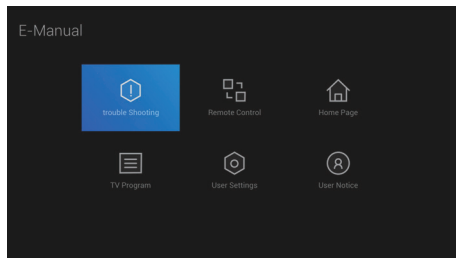 E-Manual
trouble Shooting
Remote Control
Home Page
TV Program
User Settings
User Notice